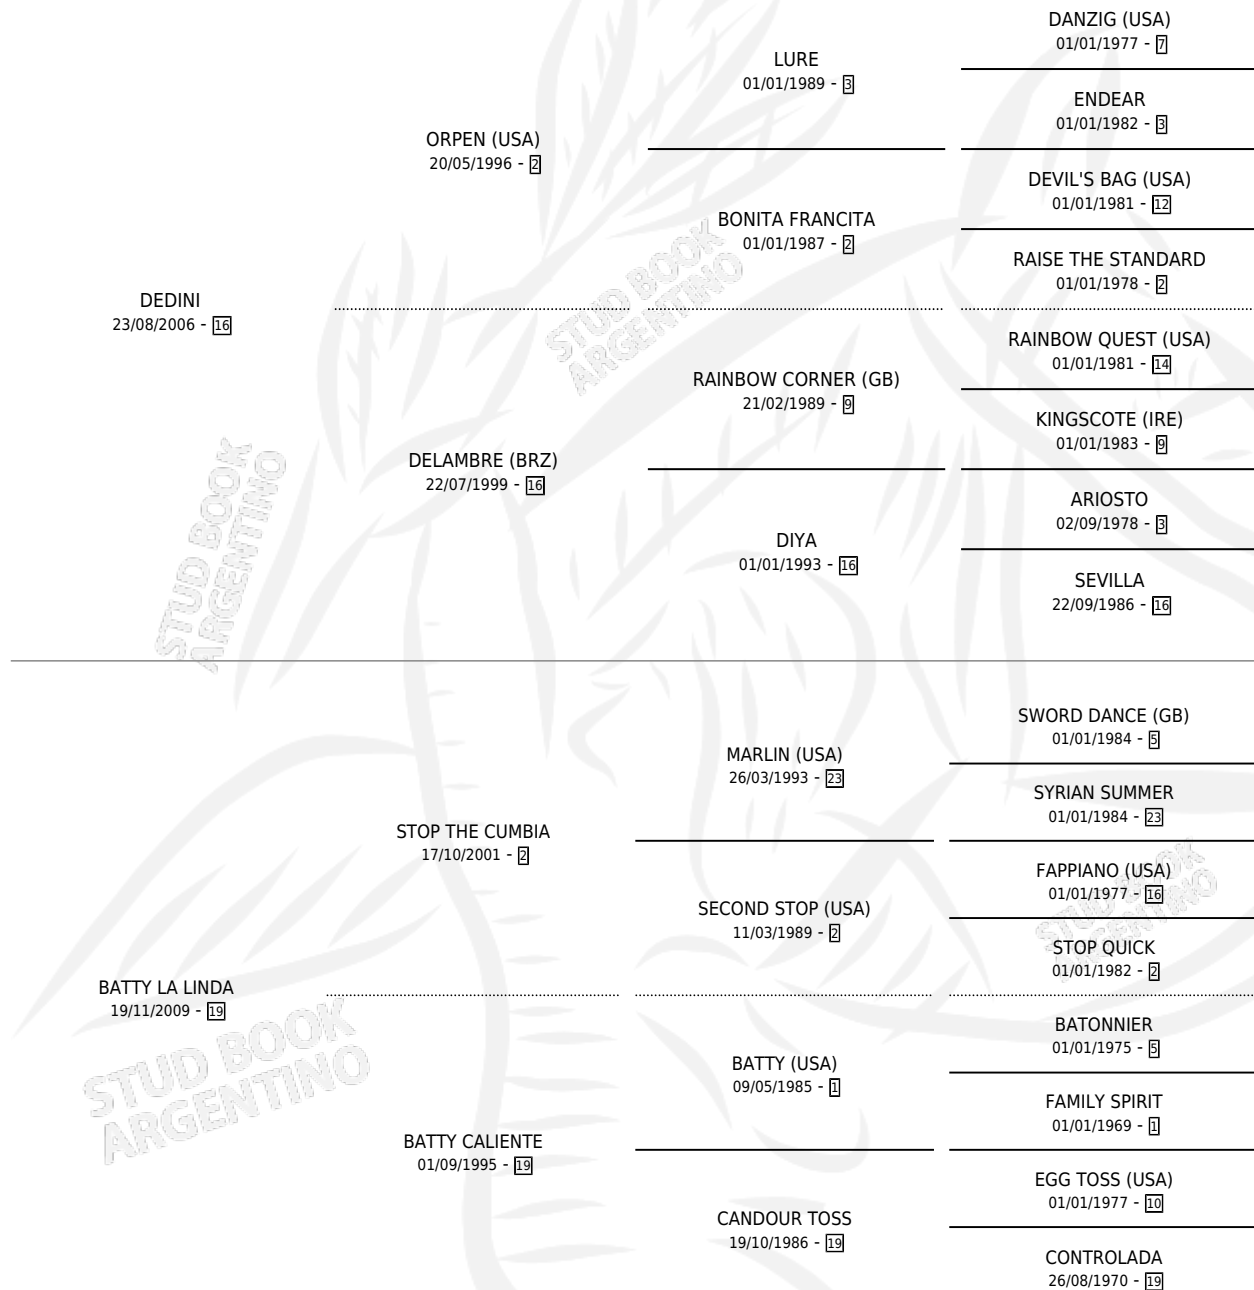 DANZIG (USA)
01/01/1977 - 7
LURE
01/01/1989 - 3
ENDEAR
01/01/1982 - 3
ORPEN (USA)
20/05/1996 - 2
DEVIL'S BAG (USA)
01/01/1981 - 12
BONITA FRANCITA
01/01/1987 - 2
RAISE THE STANDARD
01/01/1978 - 2
DEDINI
23/08/2006 - 16
RAINBOW QUEST (USA)
01/01/1981 - 14
RAINBOW CORNER (GB)
21/02/1989 - 9
KINGSCOTE (IRE)
01/01/1983 - 9
DELAMBRE (BRZ)
22/07/1999 - 16
ARIOSTO
02/09/1978 - 3
DIYA
01/01/1993 - 16
SEVILLA
22/09/1986 - 16
SWORD DANCE (GB)
01/01/1984 - 5
MARLIN (USA)
26/03/1993 - 23
SYRIAN SUMMER
01/01/1984 - 23
STOP THE CUMBIA
17/10/2001 - 2
FAPPIANO (USA)
01/01/1977 - 16
SECOND STOP (USA)
11/03/1989 - 2
STOP QUICK
01/01/1982 - 2
BATTY LA LINDA
19/11/2009 - 19
BATONNIER
01/01/1975 - 5
BATTY (USA)
09/05/1985 - 1
FAMILY SPIRIT
01/01/1969 - 1
BATTY CALIENTE
01/09/1995 - 19
EGG TOSS (USA)
01/01/1977 - 10
CANDOUR TOSS
19/10/1986 - 19
CONTROLADA
26/08/1970 - 19
STUD BOOK
ARGENTINO
STUD BOOK
ARGENTINO
STUD BOOK
ARGENTINO
STUD BOOK
ARGENTINO